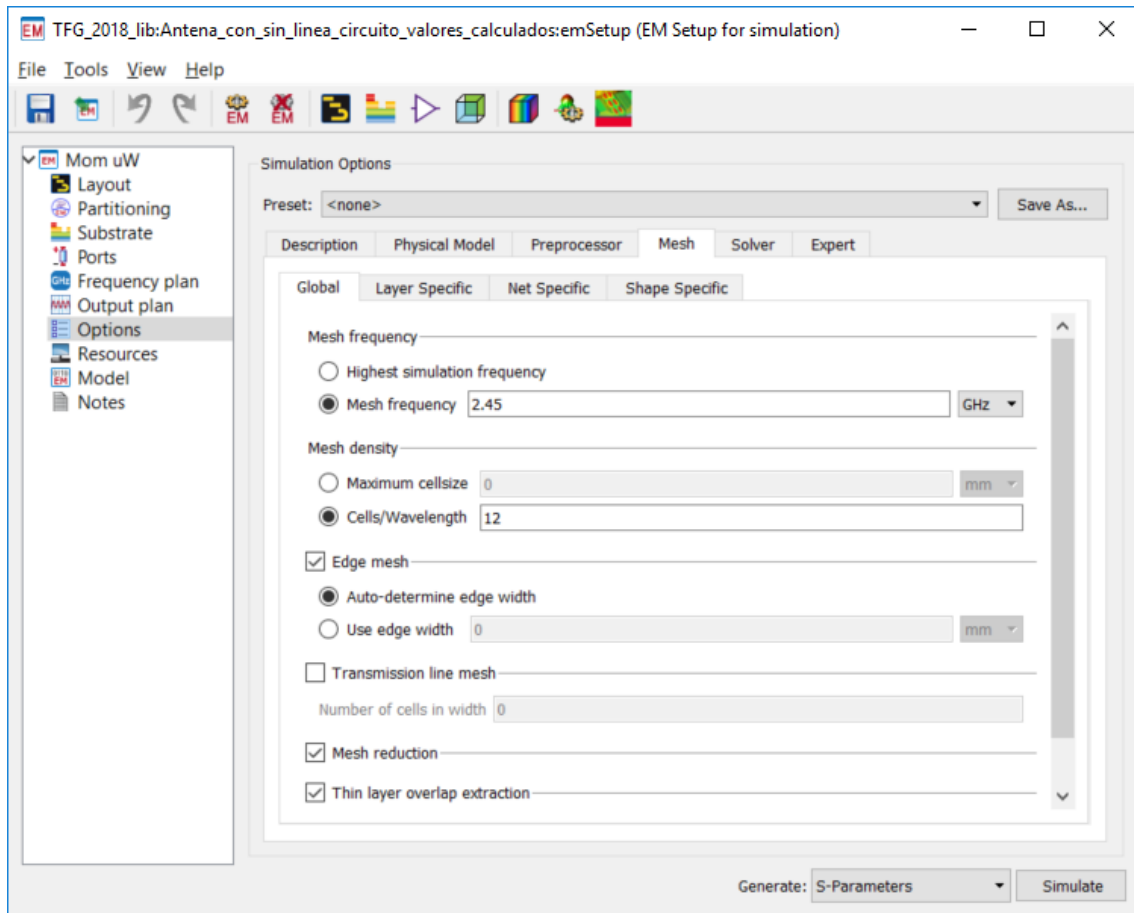 EM TFG_2018_lib:Antena_con_sin_linea_circuito_valores_calculados:emSetup (EM Setup for simulation)
File Tools View Help
EM EM EM
EM Mom uW
Layout
Partitioning
Substrate
Ports
GHz Frequency plan
Output plan
Options
Resources
EM Model
Notes
Simulation Options
Preset: <none> Save As...
Description Physical Model Preprocessor Mesh Solver Expert
Global Layer Specific Net Specific Shape Specific
Mesh frequency
Highest simulation frequency
Mesh frequency 2.45 GHz
Mesh density
Maximum cellsize 0 mm
Cells/Wavelength 12
Edge mesh
Auto-determine edge width
Use edge width 0 mm
Transmission line mesh
Number of cells in width 0
Mesh reduction
Thin layer overlap extraction
Generate: S-Parameters Simulate